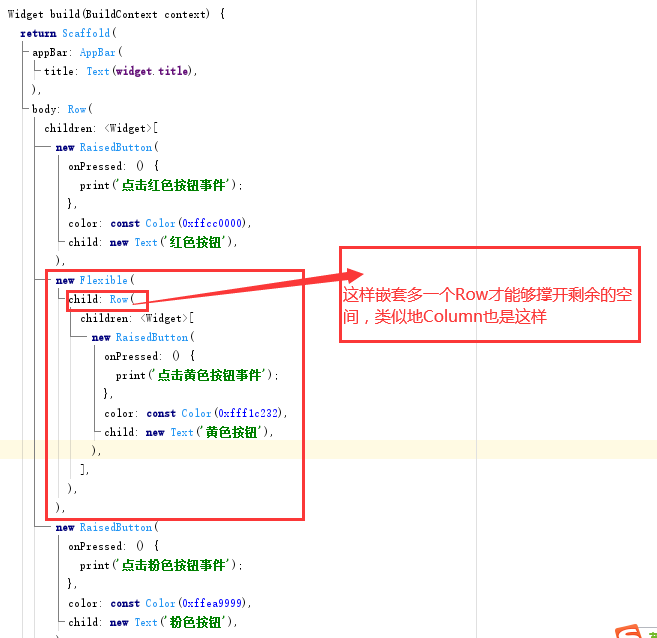 Widget build(BuildContext context) {
return Scaffold(
appBar: AppBar(
title: Text(widget.title),
),
body: Row(
children: <Widget>[
new RaisedButton(
onPressed: () {
print('点击红色按钮事件');
},
color: const Color(0xffcc0000),
child: new Text('红色按钮'),
),
new Flexible(
child: Row(
children: <Widget>[
new RaisedButton(
onPressed: () {
print('点击黄色按钮事件');
},
color: const Color(0xfff1c232),
child: new Text('黄色按钮'),
),
],
),
),
new RaisedButton(
onPressed: () {
print('点击粉色按钮事件');
},
color: const Color(0xffea9999),
child: new Text('粉色按钮'),
这样嵌套多一个Row才能够撑开剩余的空
间，类似地Column也是这样